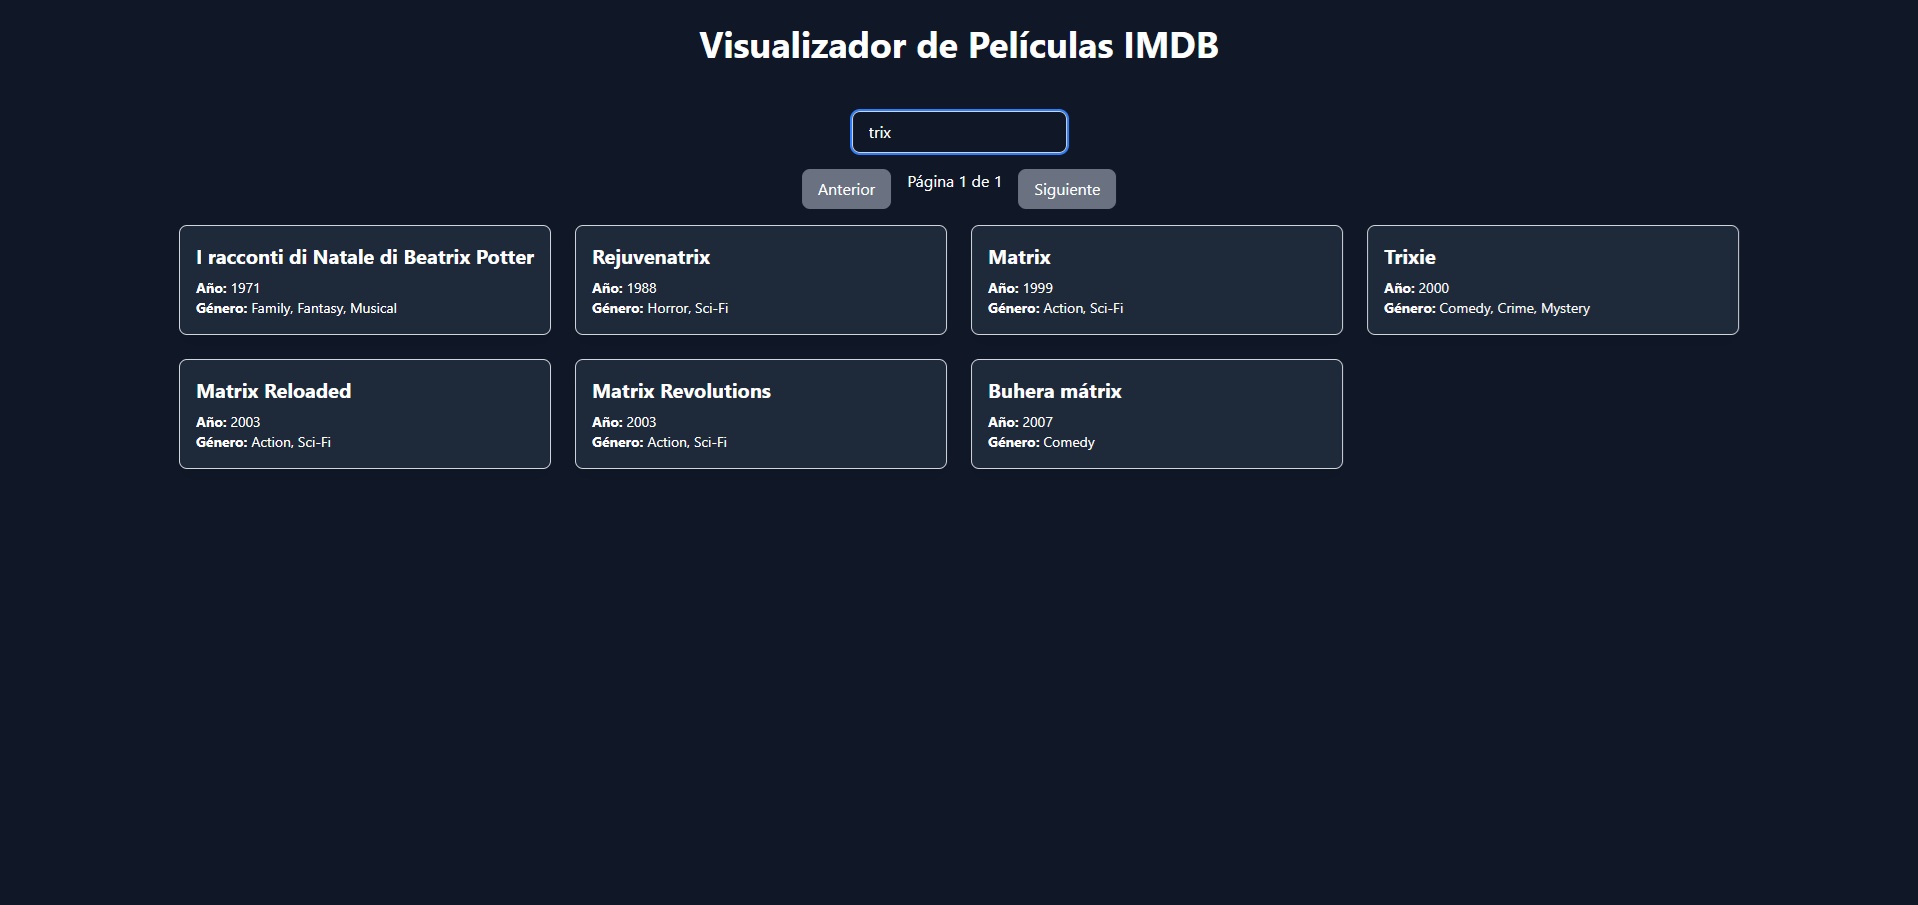 Visualizador de Películas IMDB
trix
Anterior Página 1 de 1 Siguiente
I racconti di Natale di Beatrix Potter
Año: 1971
Género: Family, Fantasy, Musical
Rejuvenatrix
Año: 1988
Género: Horror, Sci-Fi
Matrix
Año: 1999
Género: Action, Sci-Fi
Trixie
Año: 2000
Género: Comedy, Crime, Mystery
Matrix Reloaded
Año: 2003
Género: Action, Sci-Fi
Matrix Revolutions
Año: 2003
Género: Action, Sci-Fi
Buhera mátrix
Año: 2007
Género: Comedy